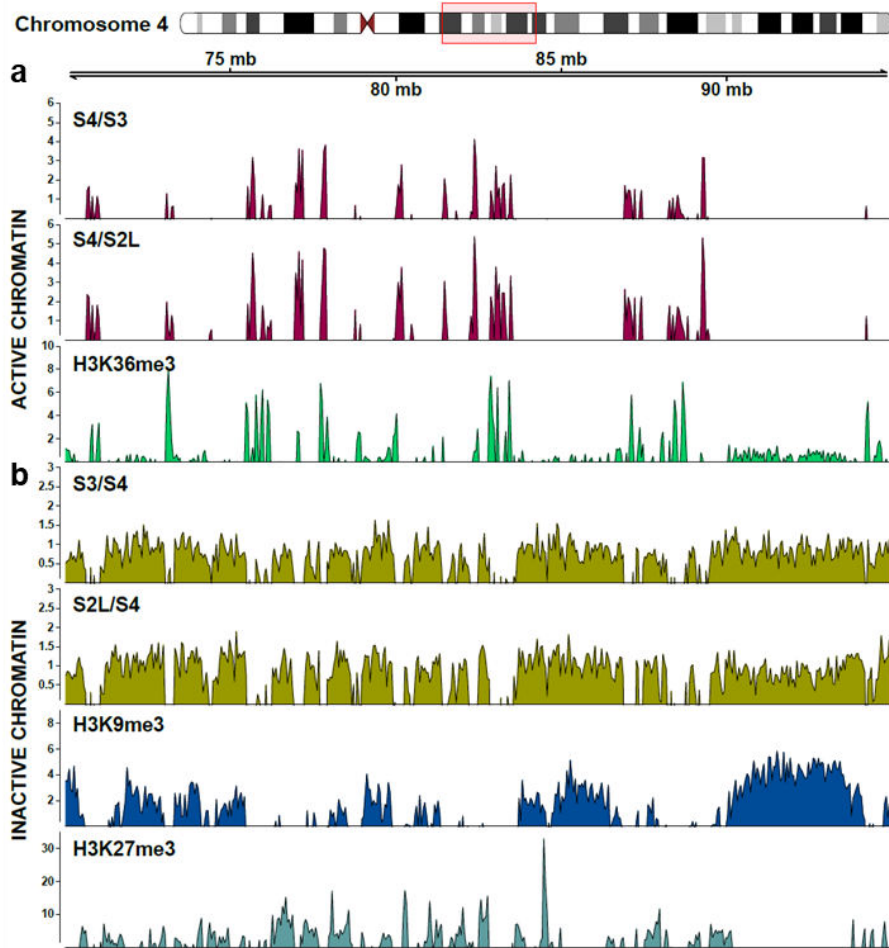 Chromosome 4
a
75 mb
85 mb
80 mb
90 mb
ACTIVE CHROMATIN
S4/S3
6
5
4
3
2
1
S4/S2L
6
5
4
3
2
1
H3K36me3
10
8
6
4
2
b
INACTIVE CHROMATIN
S3/S4
3
2.5
2
1.5
1
0.5
S2L/S4
3
2.5
2
1.5
1
0.5
H3K9me3
8
6
4
2
H3K27me3
30
20
10